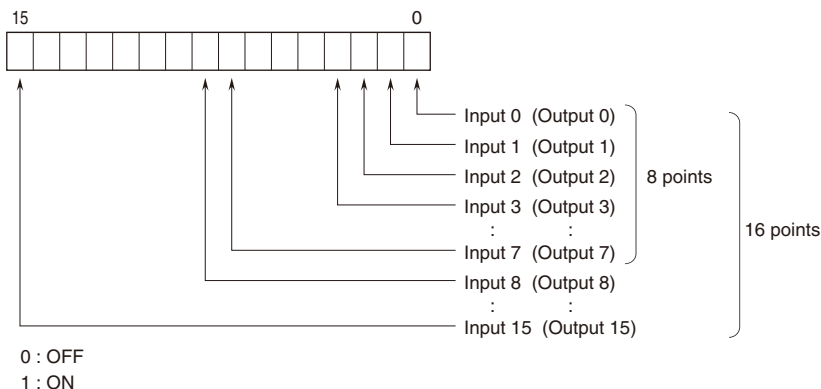 15 0
Input 0 (Output 0)
Input 1 (Output 1)
Input 2 (Output 2)
8 points
Input 3 (Output 3)
: :
16 points
Input 7 (Output 7)
Input 8 (Output 8)
: :
Input 15 (Output 15)
0 : OFF
1 : ON